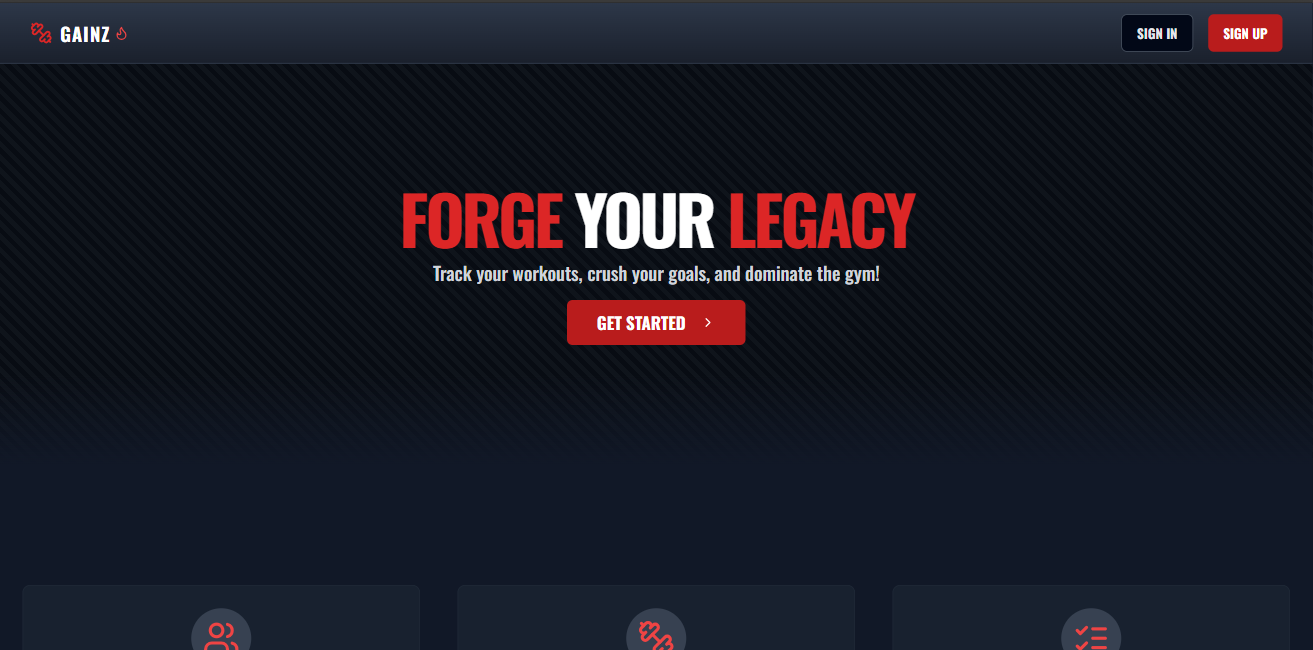 GAINZ
SIGN IN
SIGN UP
FORGE YOUR LEGACY
Track your workouts, crush your goals, and dominate the gym!
GET STARTED